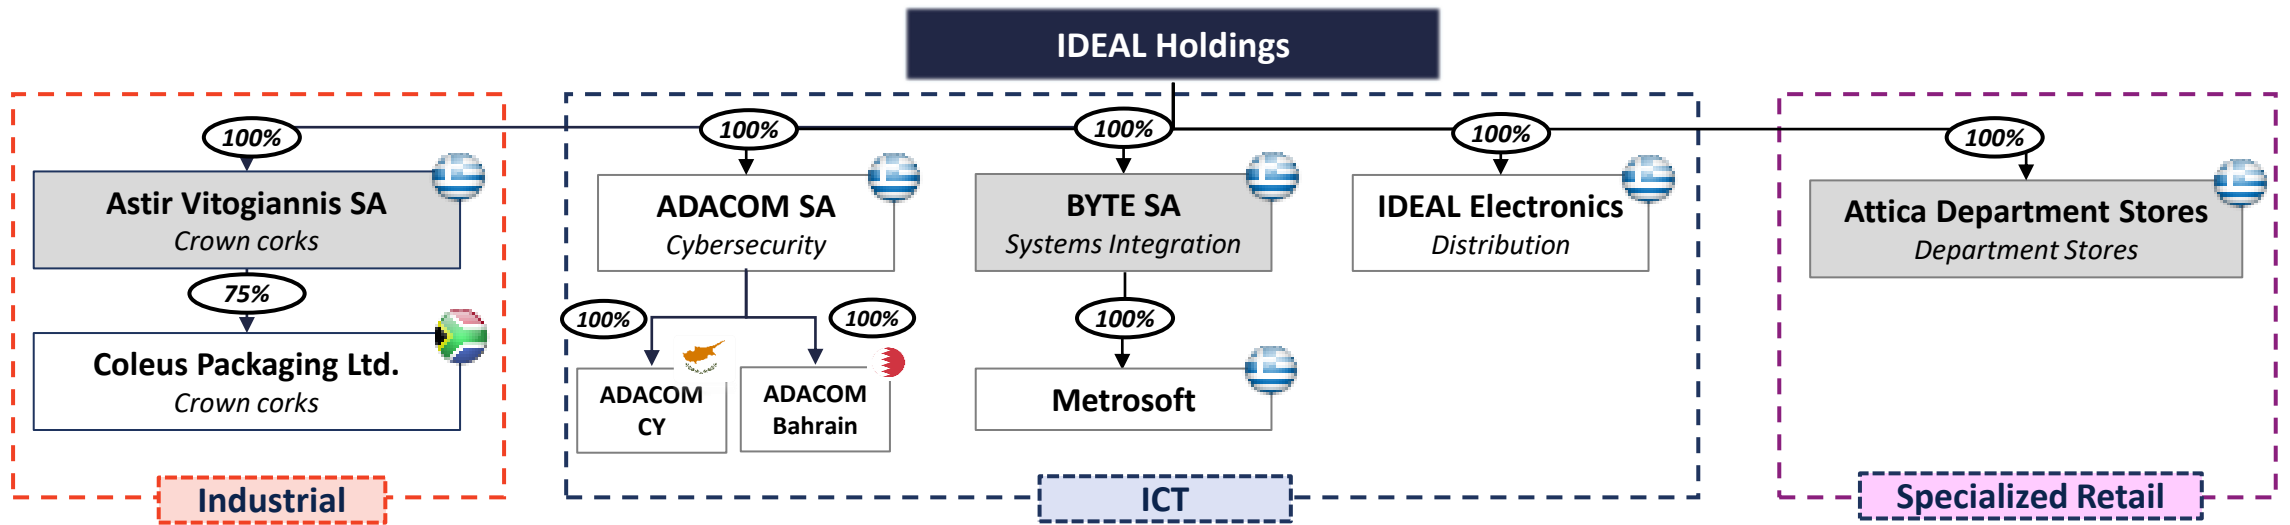 IDEAL Holdings
100%
100%
100%
100%
100%
Astir Vitogiannis SA
Crown corks
ADACOM SA
Cybersecurity
BYTE SA
Systems Integration
IDEAL Electronics
Distribution
Attica Department Stores
Department Stores
75%
100%
100%
100%
Coleus Packaging Ltd.
Crown corks
ADACOM
CY
ADACOM
Bahrain
Metrosoft
Industrial
ICT
Specialized Retail